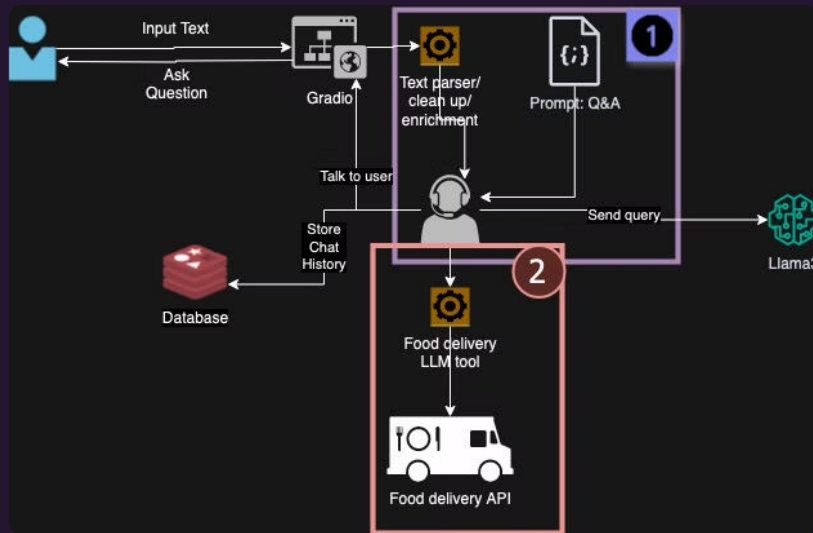 Input Text
Ask
Question
Gradio
Text parser/
clean up/
enrichment
{;}
Prompt: Q&A
1
Talk to user
Send query
Store
Chat
History
Llama3
Database
2
Food delivery
LLM tool
Food delivery API